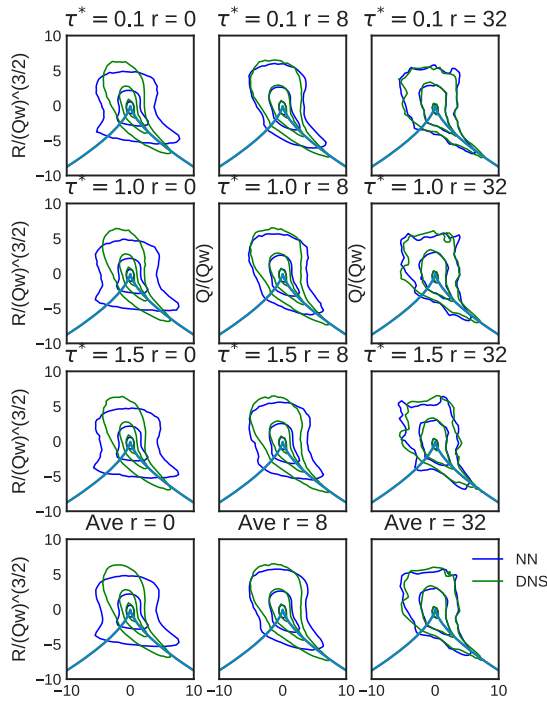 τ* = 0.1 r = 0
τ* = 0.1 r = 8
τ* = 0.1 r = 32
R/(Qw)^(3/2)
10
5
0
−5
−10
τ* = 1.0 r = 0
τ* = 1.0 r = 8
τ* = 1.0 r = 32
R/(Qw)^(3/2)
Q/(Qw)
Q/(Qw)
10
5
0
−5
−10
τ* = 1.5 r = 0
τ* = 1.5 r = 8
τ* = 1.5 r = 32
R/(Qw)^(3/2)
10
5
0
−5
−10
Ave r = 0
Ave r = 8
Ave r = 32
R/(Qw)^(3/2)
10
5
0
−5
−10
NN
DNS
−10 0 10
0 10
0 10